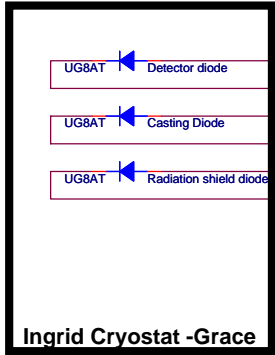 UG8AT Detector diode
UG8AT Casting Diode
UG8AT Radiation shield diode
Ingrid Cryostat -Grace